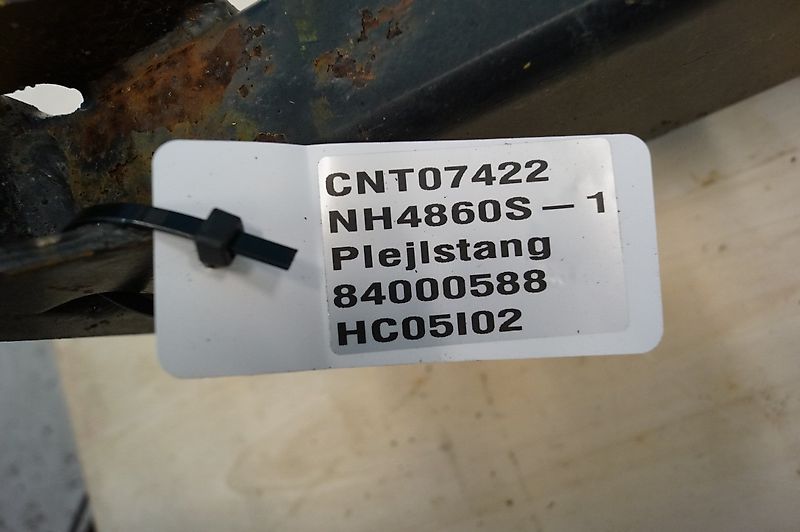 CNT07422
NH4860S – 1
Plejlstang
84000588
HC05I02